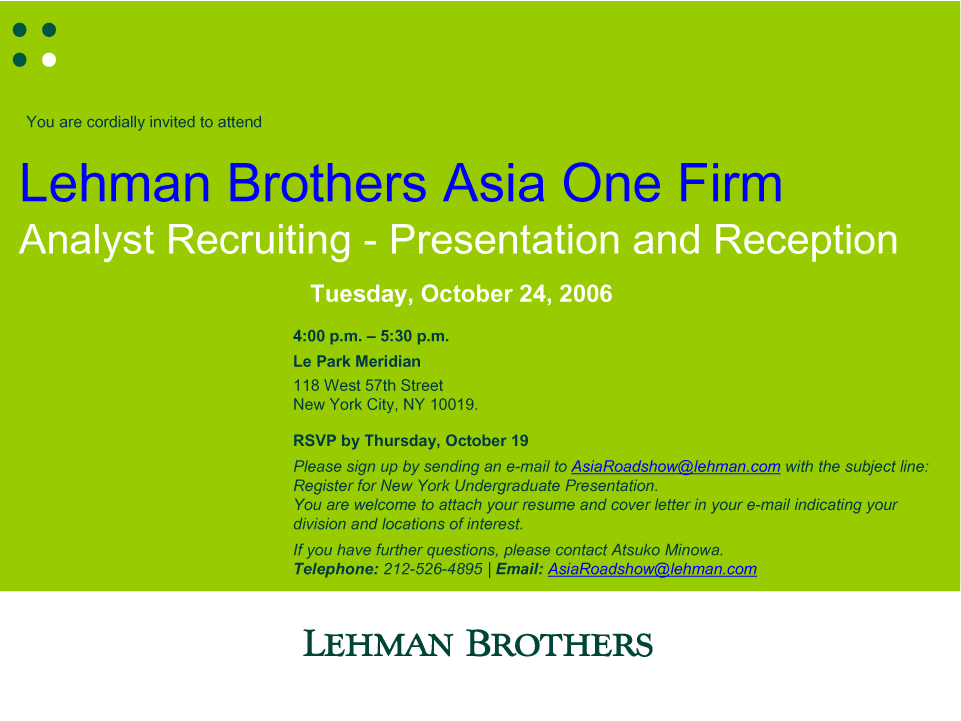 You are cordially invited to attend
Lehman Brothers Asia One Firm
Analyst Recruiting - Presentation and Reception
Tuesday, October 24, 2006
4:00 p.m. – 5:30 p.m.
Le Park Meridian
118 West 57th Street
New York City, NY 10019.
RSVP by Thursday, October 19
Please sign up by sending an e-mail to AsiaRoadshow@lehman.com with the subject line:
Register for New York Undergraduate Presentation.
You are welcome to attach your resume and cover letter in your e-mail indicating your
division and locations of interest.
If you have further questions, please contact Atsuko Minowa.
Telephone: 212-526-4895 | Email: AsiaRoadshow@lehman.com
LEHMAN BROTHERS